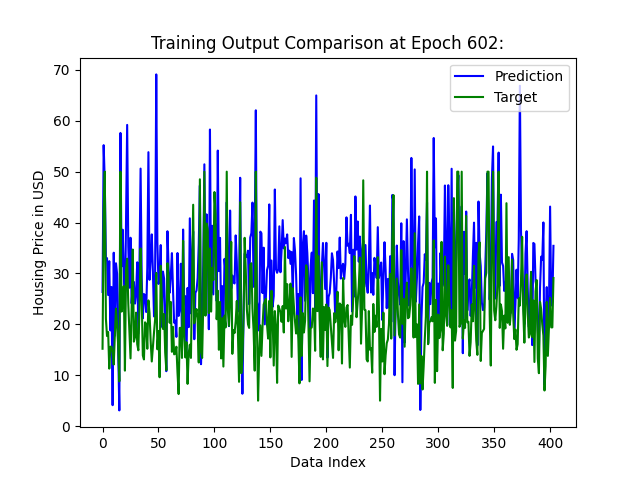 Training Output Comparison at Epoch 602:
Prediction
Target
70
60
50
40
30
20
10
0
Housing Price in USD
0 50 100 150 200 250 300 350 400
Data Index